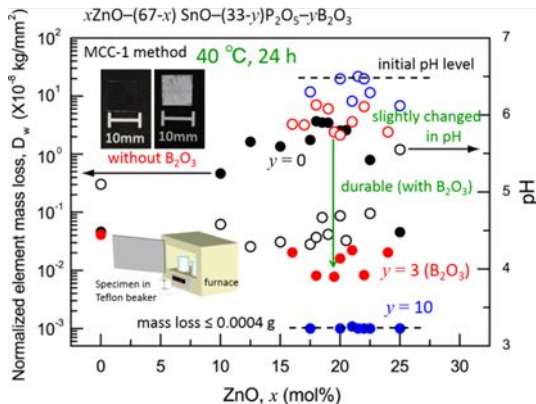 xZnO–(67-x) SnO–(33-y)P₂O₅–yB₂O₃
MCC-1 method
40 °C, 24 h
initial pH level
10mm
10mm
without B₂O₃
y = 0
slightly changed
in pH
durable (with B₂O₃)
y = 3 (B₂O₃)
Specimen in
Teflon beaker
furnace
mass loss ≤ 0.0004 g
y = 10
Normalized element mass loss, D_w (X10⁻⁸ kg/mm²)
10²
10¹
10⁰
10⁻¹
10⁻²
10⁻³
pH
7
6
5
4
3
0
5
10
15
20
25
30
ZnO, x (mol%)